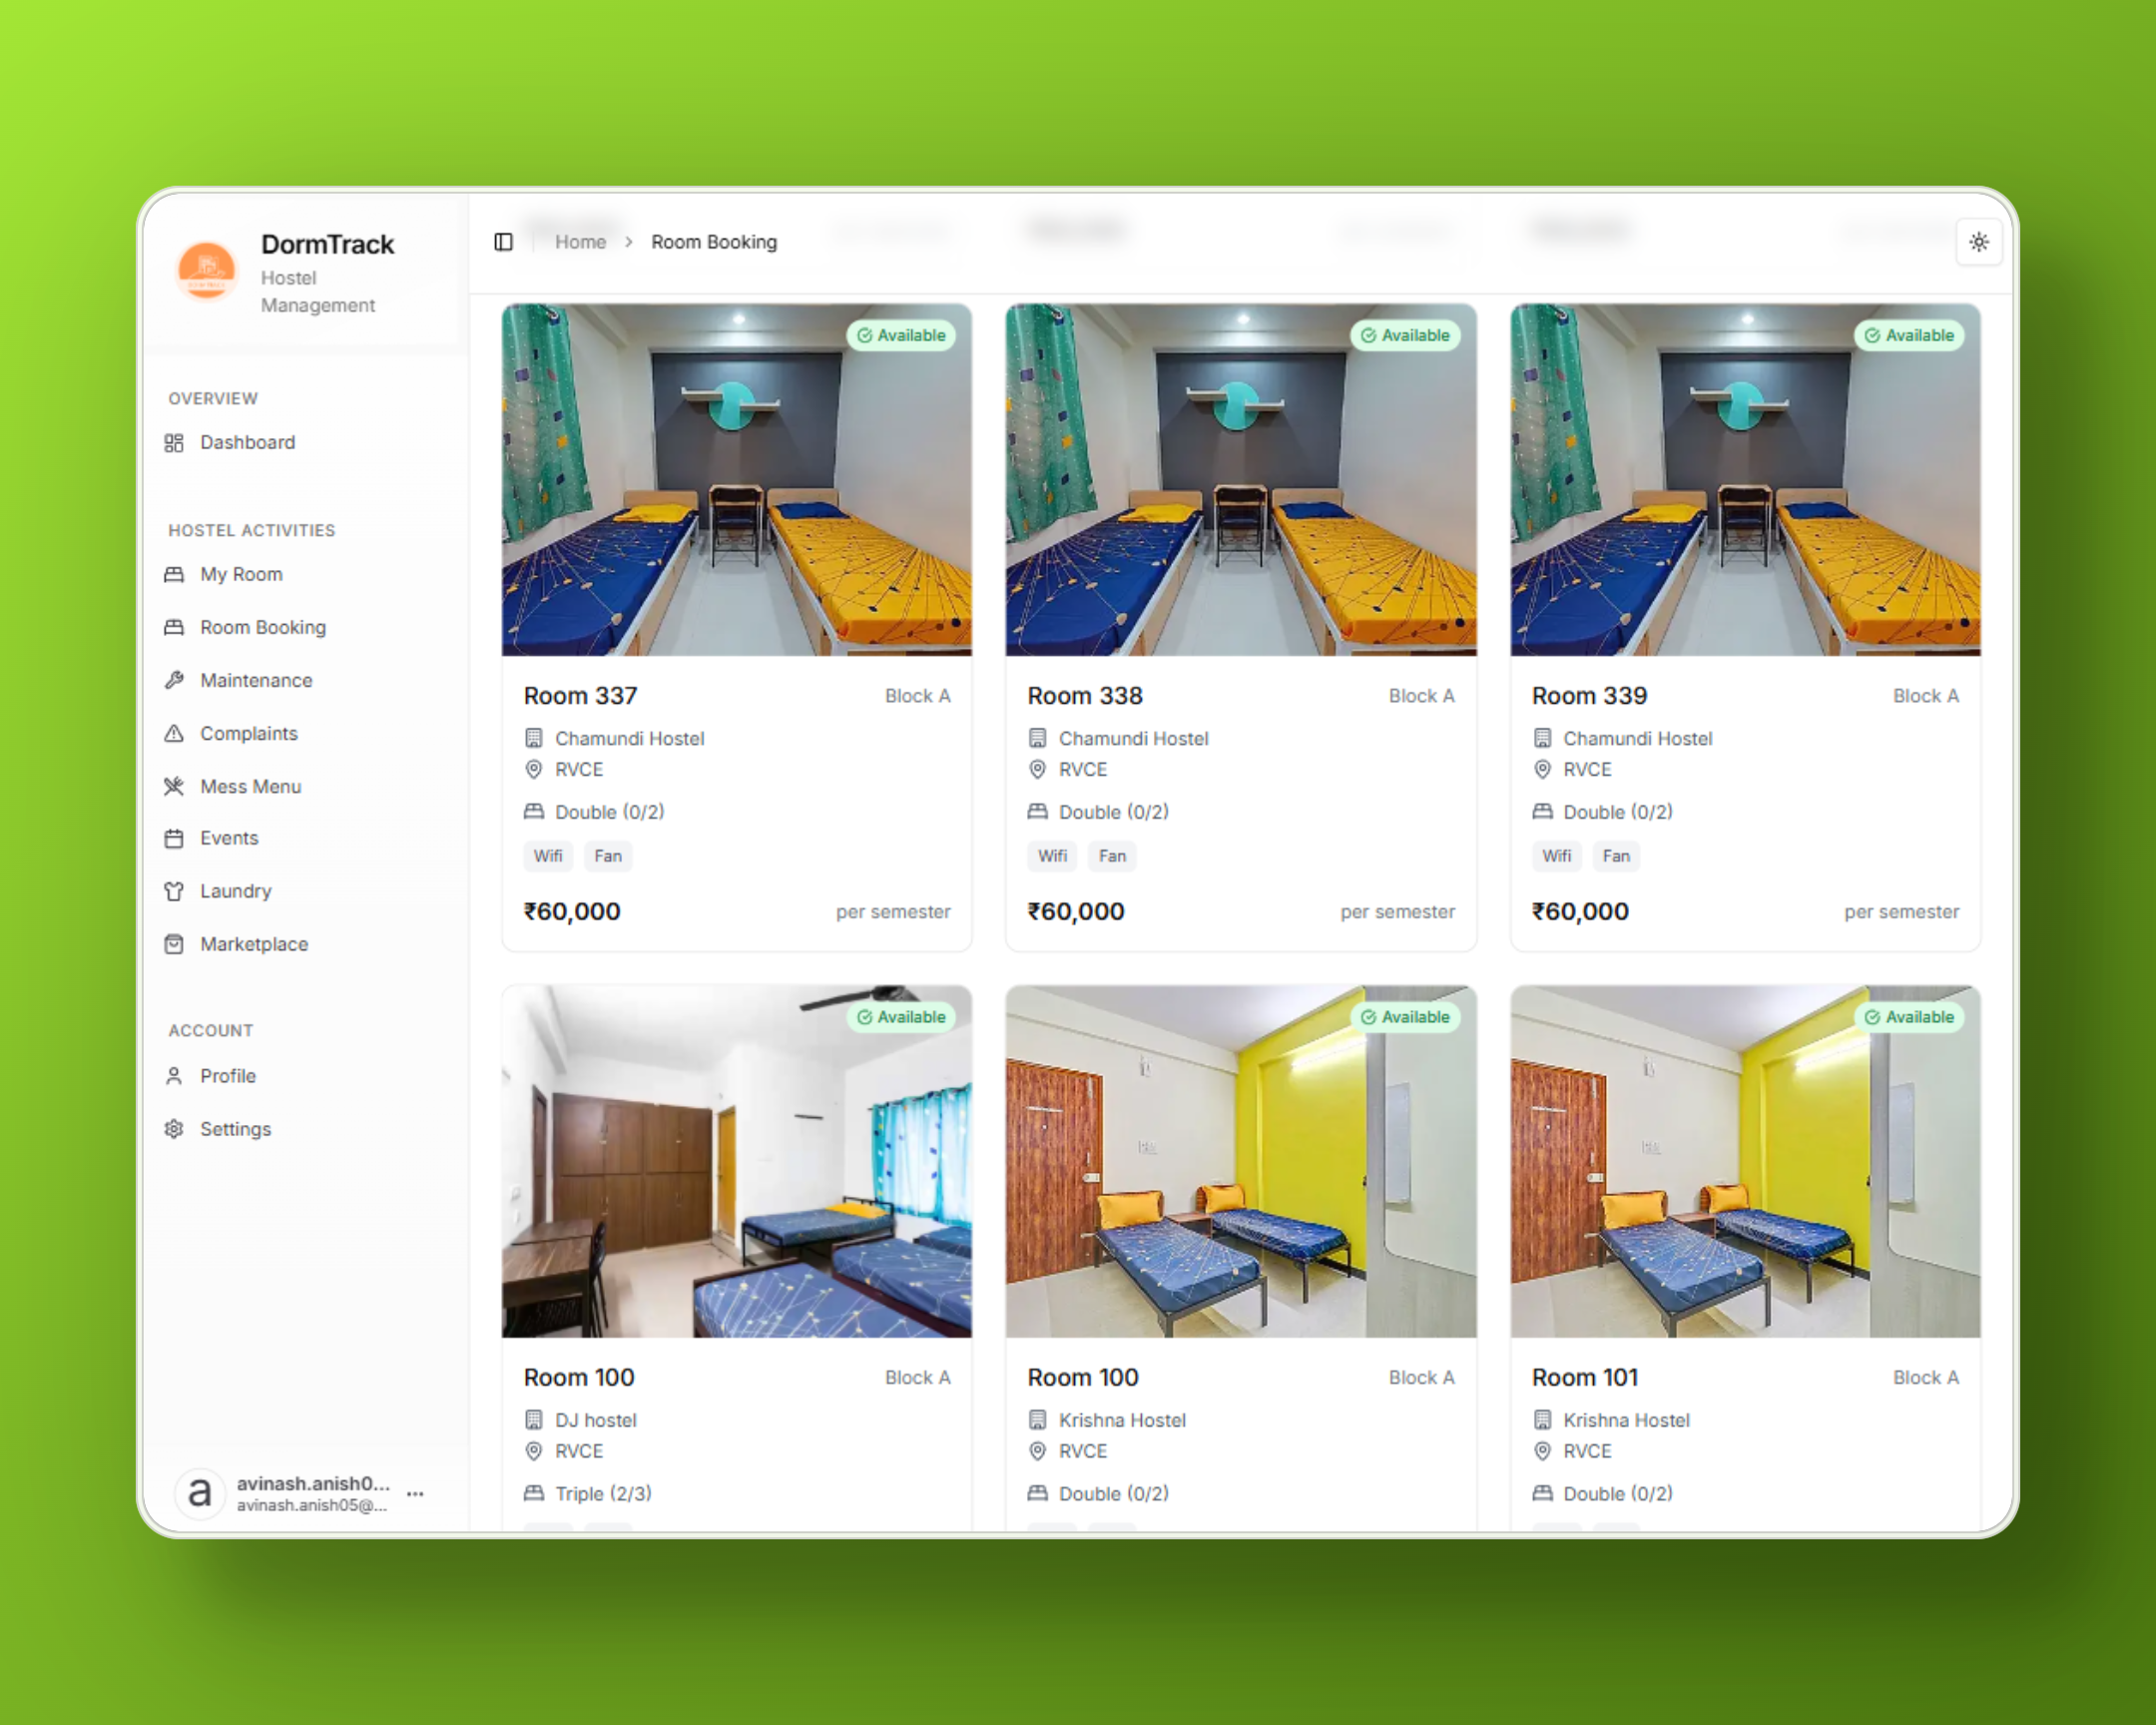 DormTrack
Hostel
Management
OVERVIEW
Dashboard
HOSTEL ACTIVITIES
My Room
Room Booking
Maintenance
Complaints
Mess Menu
Events
Laundry
Marketplace
ACCOUNT
Profile
Settings
a
avinash.anish0...
avinash.anish05@...
Home > Room Booking
Available
Room 337 Block A
Chamundi Hostel
RVCE
Double (0/2)
Wifi Fan
₹60,000 per semester
Available
Room 338 Block A
Chamundi Hostel
RVCE
Double (0/2)
Wifi Fan
₹60,000 per semester
Available
Room 339 Block A
Chamundi Hostel
RVCE
Double (0/2)
Wifi Fan
₹60,000 per semester
Available
Room 100 Block A
DJ hostel
RVCE
Triple (2/3)
Available
Room 100 Block A
Krishna Hostel
RVCE
Double (0/2)
Available
Room 101 Block A
Krishna Hostel
RVCE
Double (0/2)